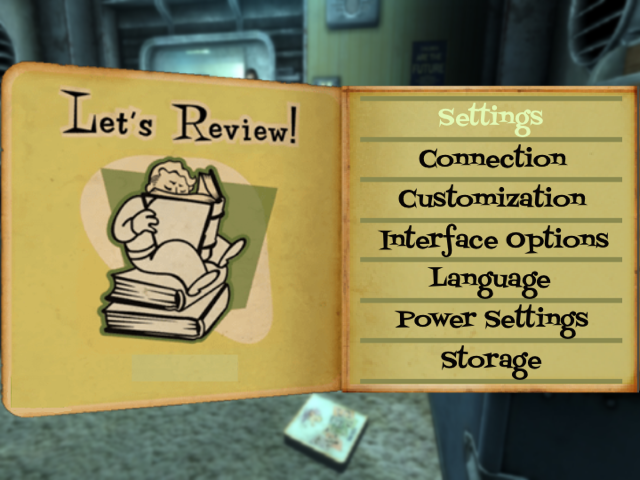 Let's Review!
Settings
Connection
Customization
Interface Options
Language
Power Settings
Storage